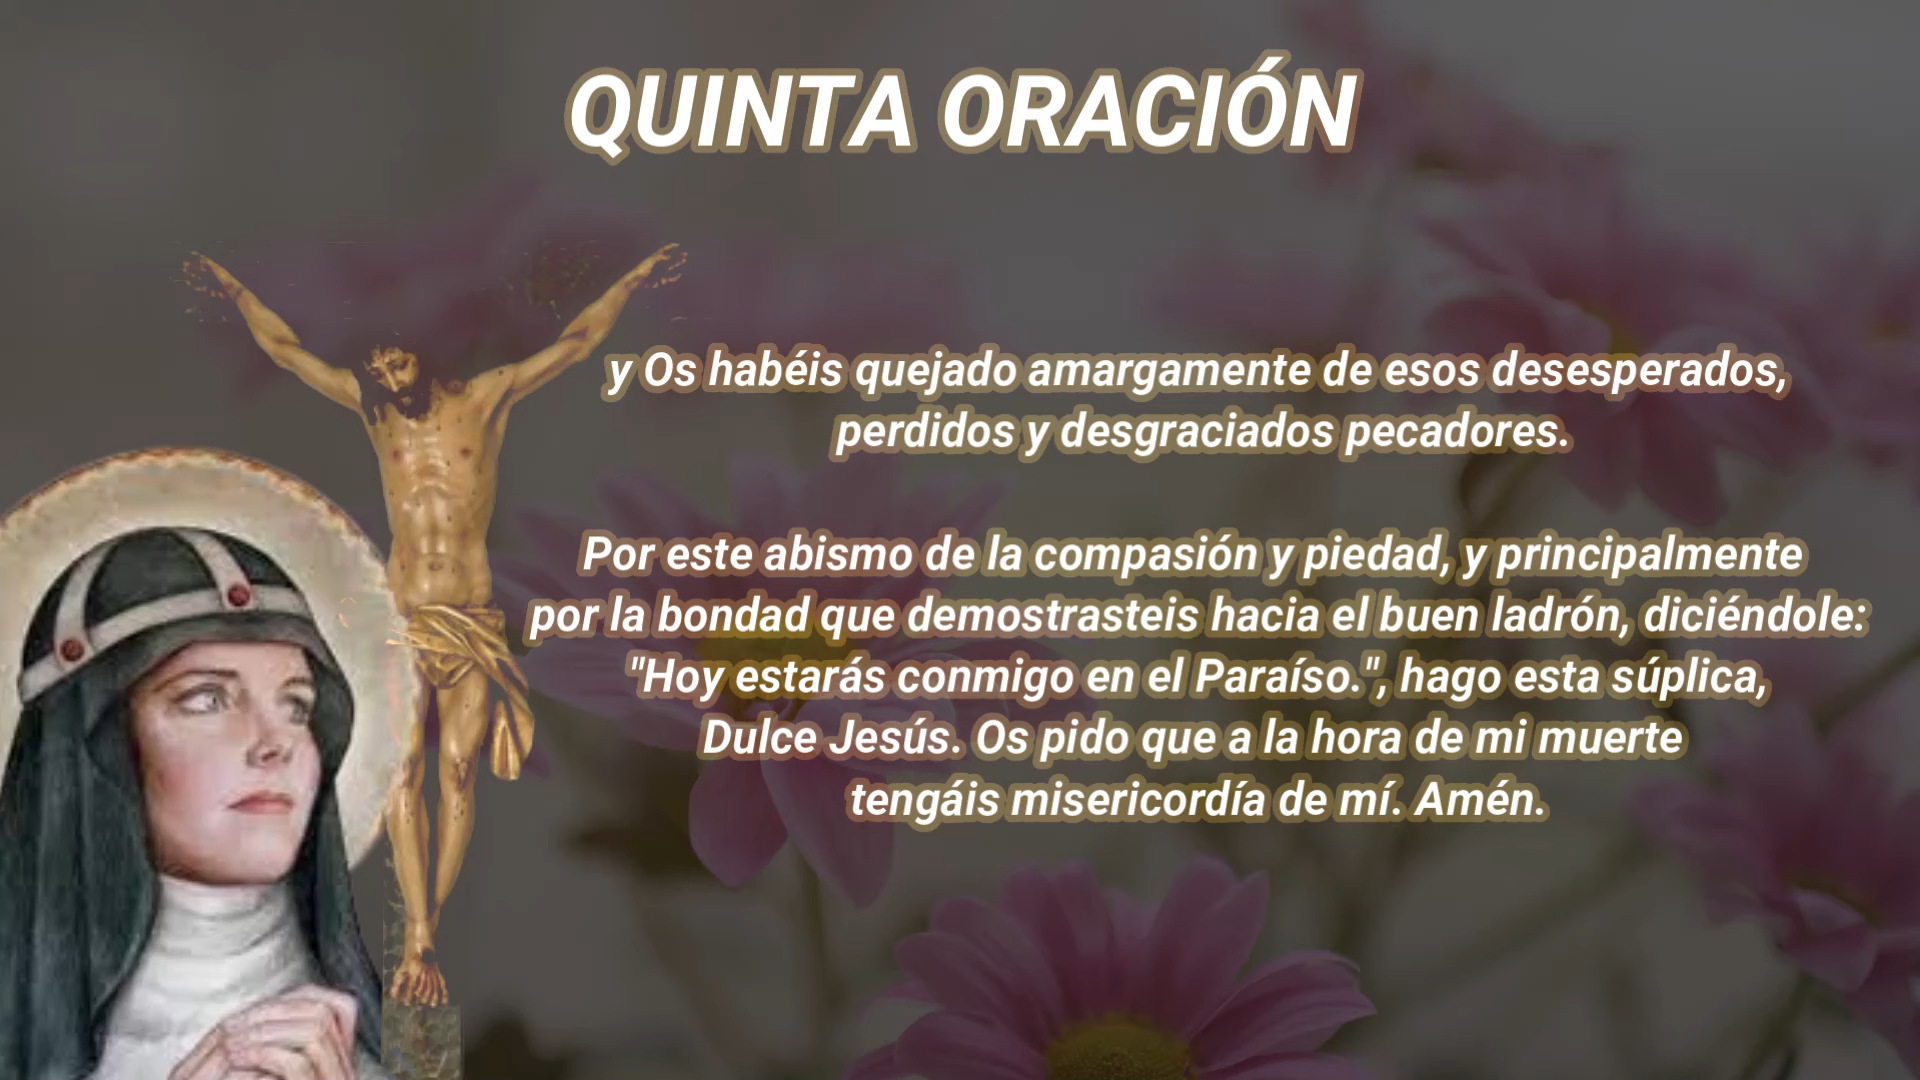 QUINTA ORACIÓN
y Os habéis quejado amargamente de esos desesperados,
perdidos y desgraciados pecadores.
Por este abismo de la compasión y piedad, y principalmente
por la bondad que demostrasteis hacia el buen ladrón, diciéndole:
"Hoy estarás conmigo en el Paraíso.", hago esta súplica,
Dulce Jesús. Os pido que a la hora de mi muerte
tengáis misericordía de mí. Amén.